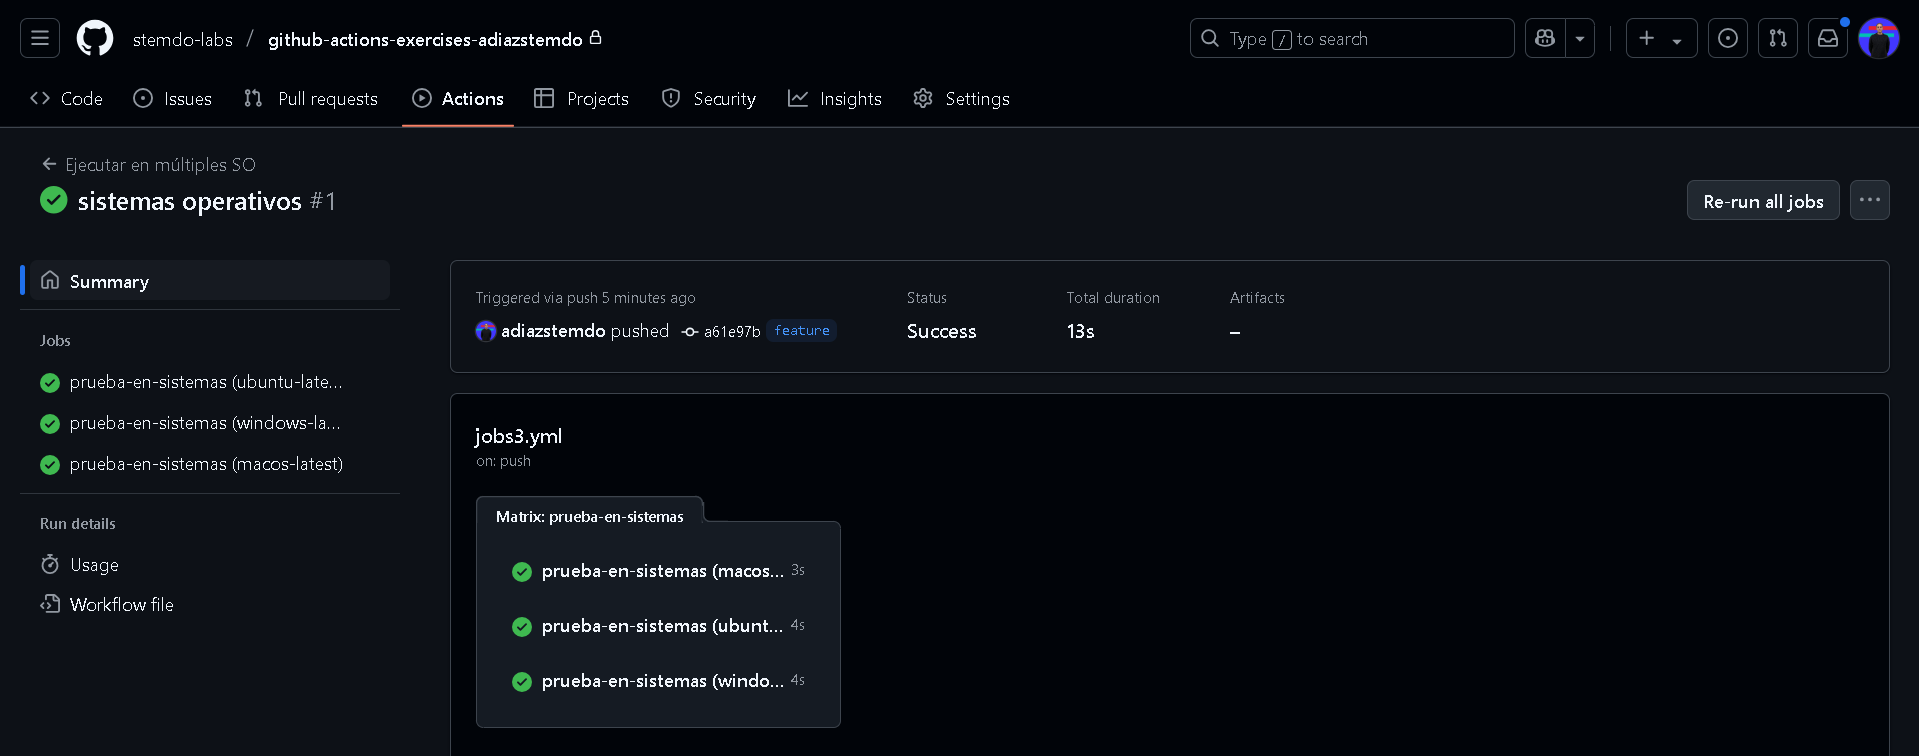 stemdo-labs / github-actions-exercises-adiazstemdo
Type / to search
Code Issues Pull requests Actions Projects Security Insights Settings
Ejecutar en múltiples SO
sistemas operativos #1
Re-run all jobs
Summary
Jobs
prueba-en-sistemas (ubuntu-late...
prueba-en-sistemas (windows-la...
prueba-en-sistemas (macos-latest)
Run details
Usage
Workflow file
Triggered via push 5 minutes ago
adiazstemdo pushed a61e97b feature
Status
Success
Total duration
13s
Artifacts
–
jobs3.yml
on: push
Matrix: prueba-en-sistemas
prueba-en-sistemas (macos... 3s
prueba-en-sistemas (ubunt... 4s
prueba-en-sistemas (windo... 4s